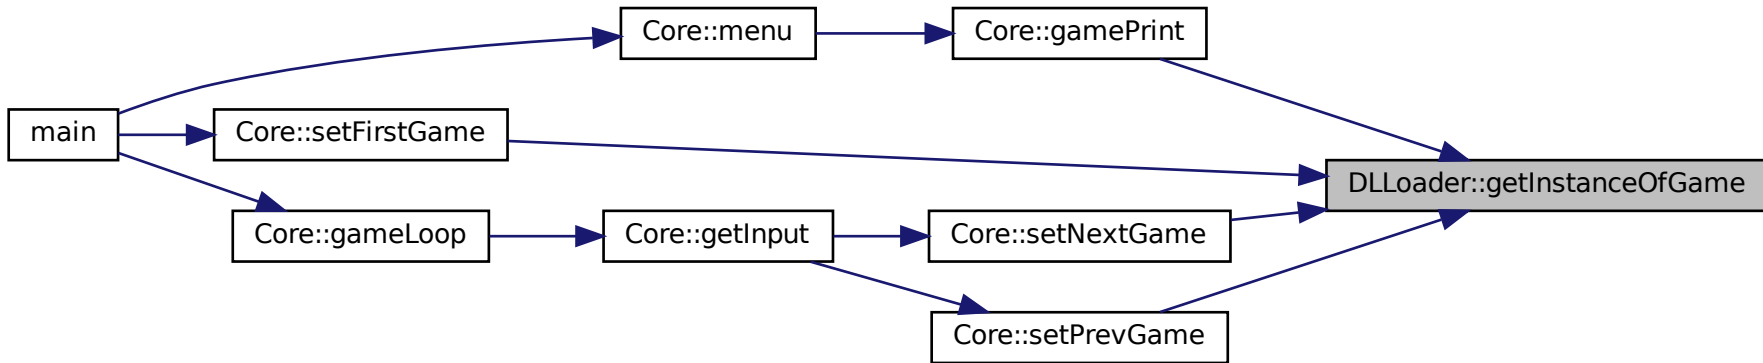 Core::menu
Core::gamePrint
main
Core::setFirstGame
DLLoader::getInstanceOfGame
Core::gameLoop
Core::getInput
Core::setNextGame
Core::setPrevGame